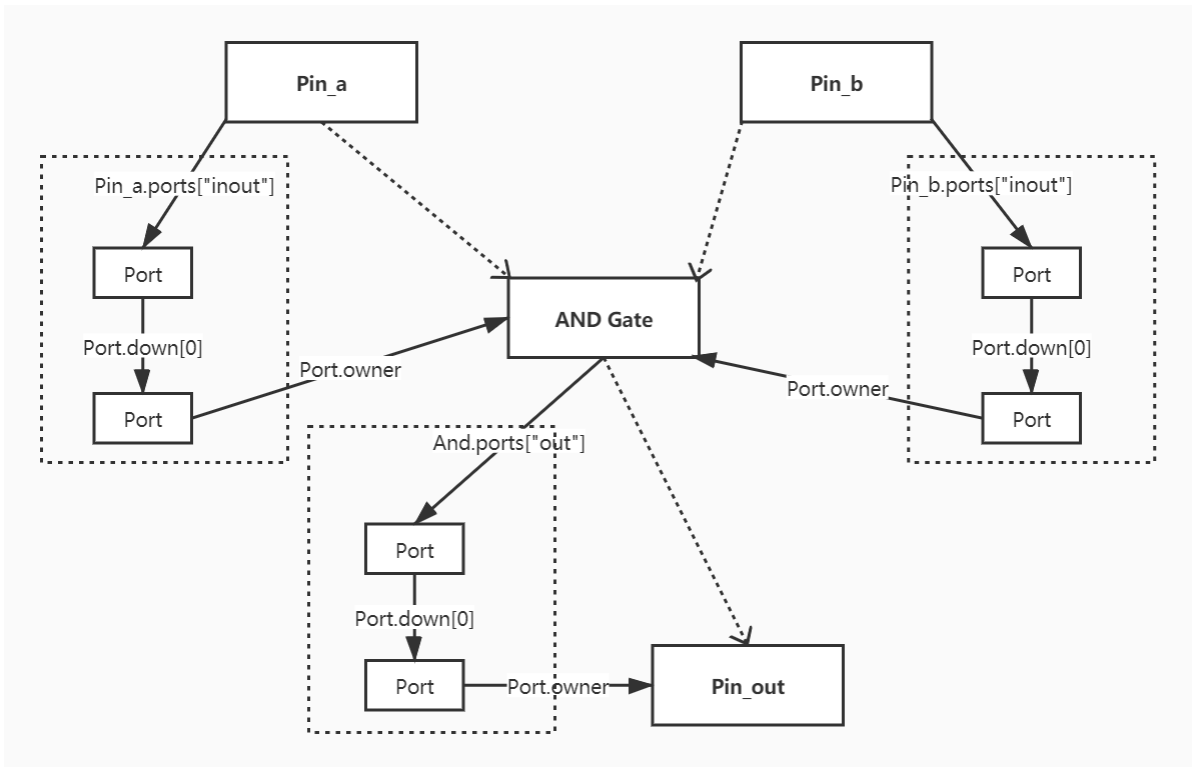 Pin_a
Pin_b
Pin_a.ports["inout"]
Pin_b.ports["inout"]
Port
Port
AND Gate
Port.down[0]
Port.down[0]
Port.owner
Port.owner
Port
Port
And.ports["out"]
Port
Port.down[0]
Port
Port.owner
Pin_out